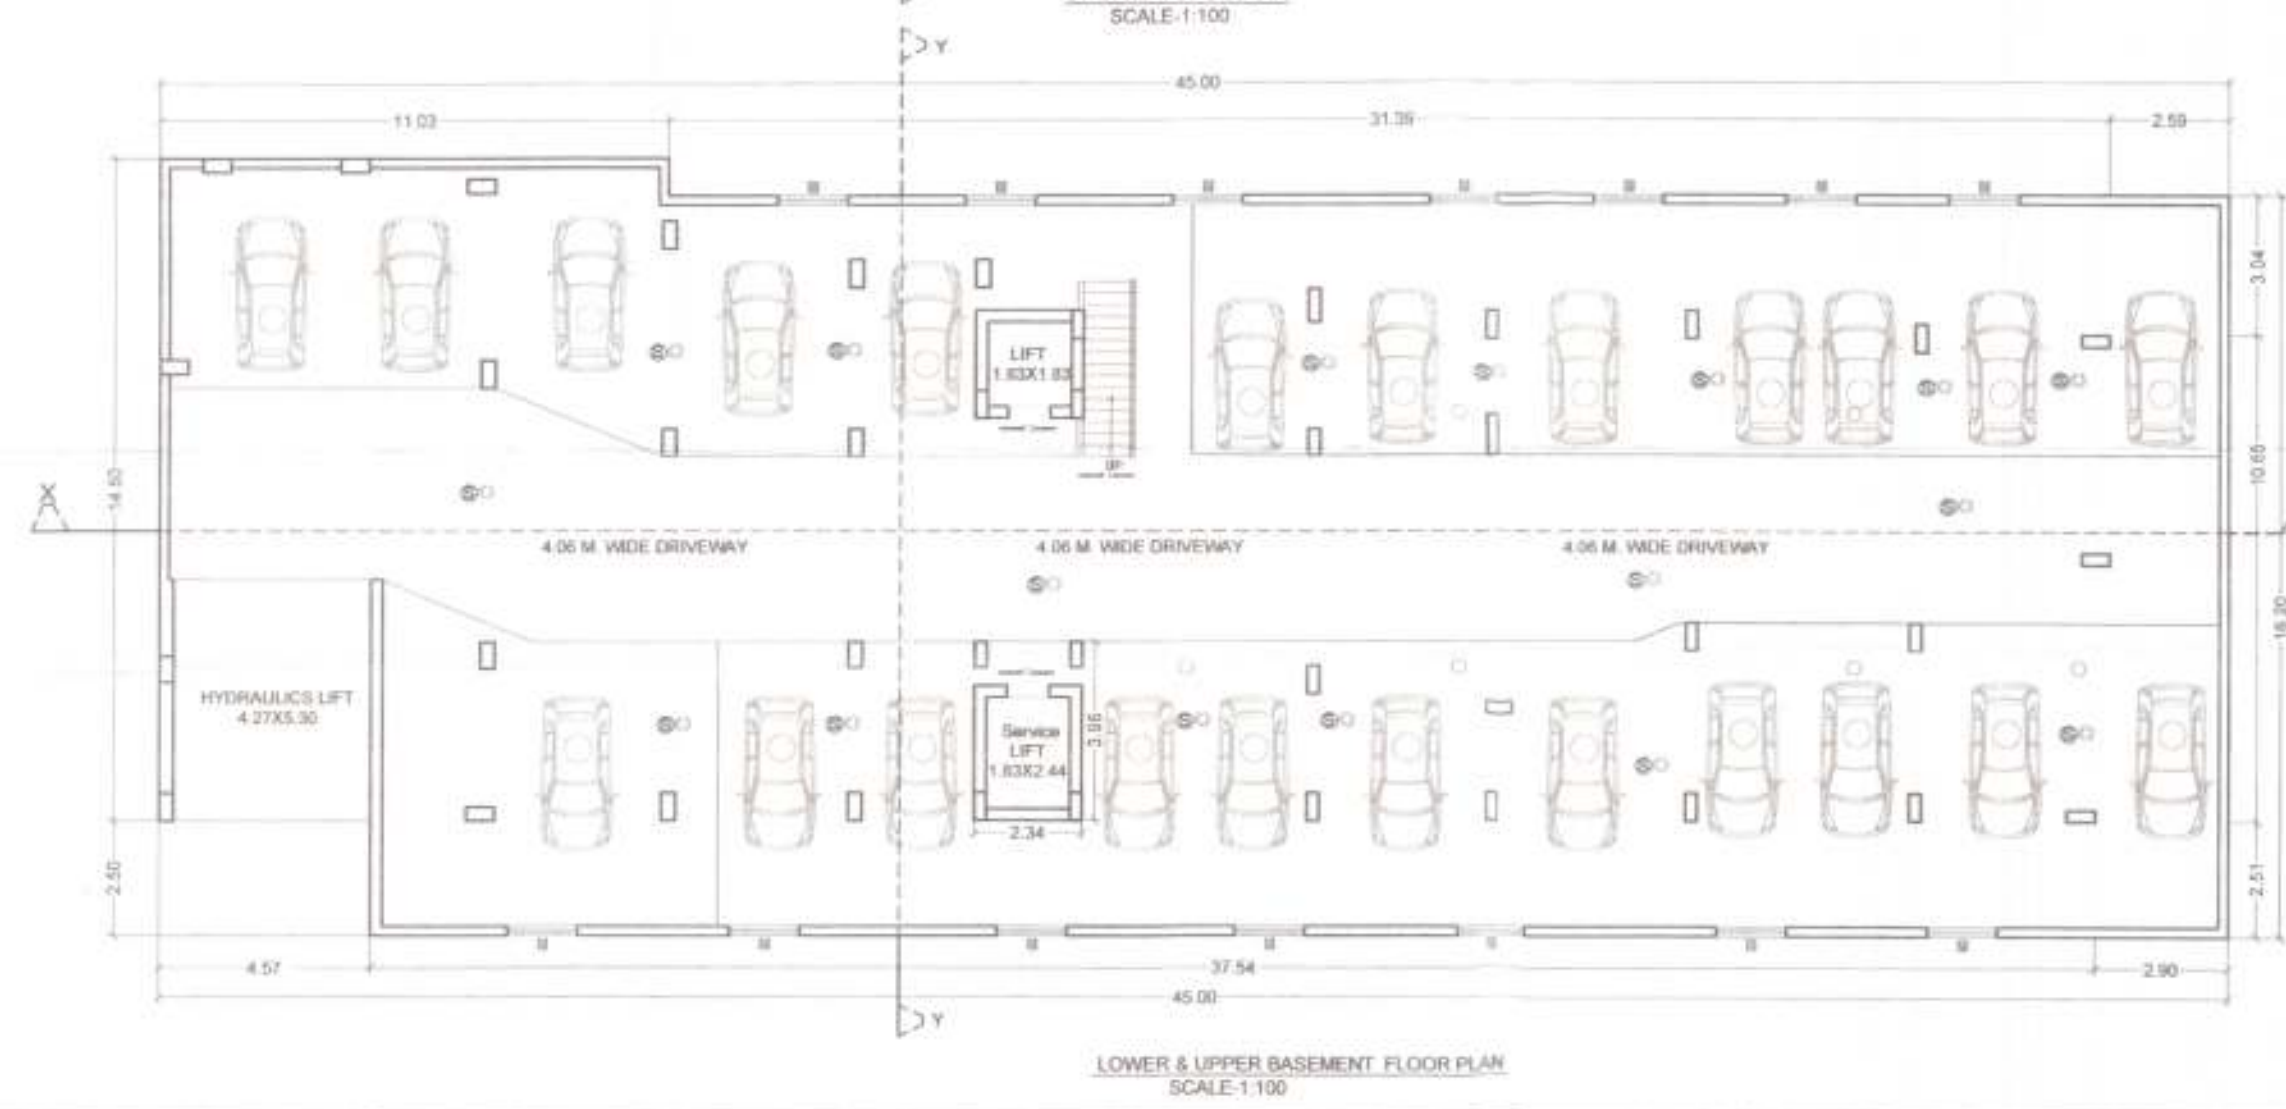 SCALE-1:100
Y
45.00
11.03
31.39
2.59
3.04
LIFT
1.83X1.83
UP
14.50
10.65
X
4.06 M. WIDE DRIVEWAY
4.06 M. WIDE DRIVEWAY
4.06 M. WIDE DRIVEWAY
16.20
HYDRAULICS LIFT
4.27X5.30
Service
LIFT
1.83X2.44
3.96
2.34
2.50
2.51
4.57
37.54
2.90
45.00
Y
LOWER & UPPER BASEMENT FLOOR PLAN
SCALE-1:100